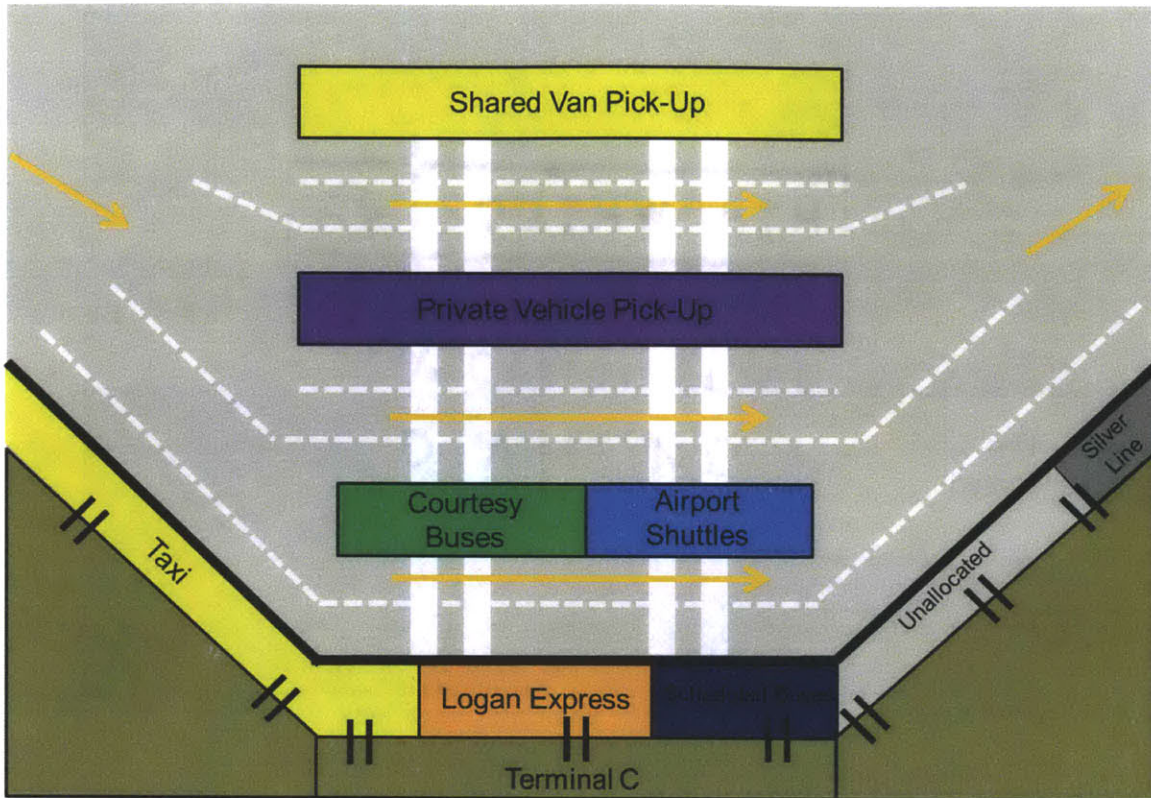 Shared Van Pick-Up
Private Vehicle Pick-Up
Courtesy
Buses
Airport
Shuttles
Silver
Line
Taxi
Unallocated
Logan Express
Terminal C